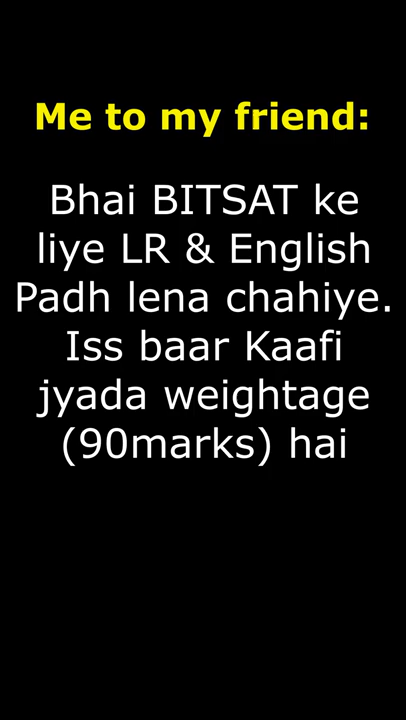 Me to my friend:
Bhai BITSAT ke
liye LR & English
Padh lena chahiye.
Iss baar Kaafi
jyada weightage
(90marks) hai